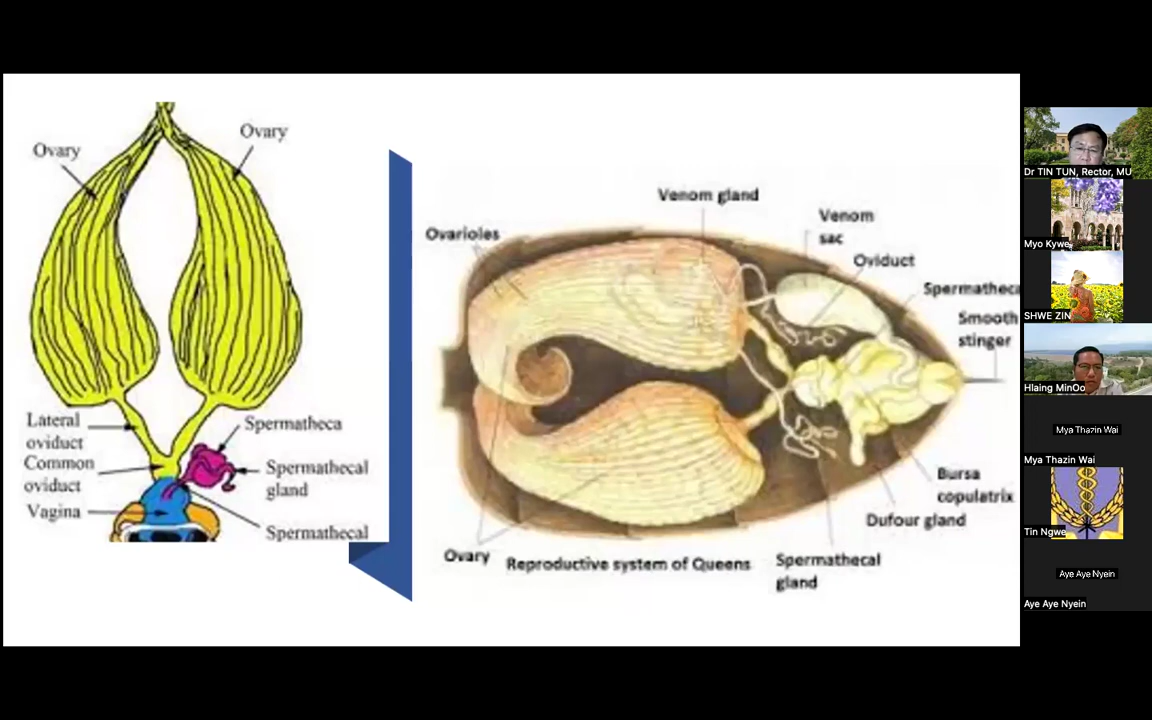 Ovary
Ovary
Lateral
oviduct
Common
oviduct
Vagina
Spermatheca
Spermathecal
gland
Spermathecal
Venom gland
Venom
sac
Ovarioles
Oviduct
Spermatheca
Smooth
stinger
Bursa
copulatrix
Dufour gland
Ovary
Reproductive system of Queens
Spermathecal
gland
Dr TIN TUN, Rector, MU
Myo Kywe
SHWE ZIN
Hlaing MinOo
Mya Thazin Wai
Mya Thazin Wai
Tin Ngwe
Aye Aye Nyein
Aye Aye Nyein